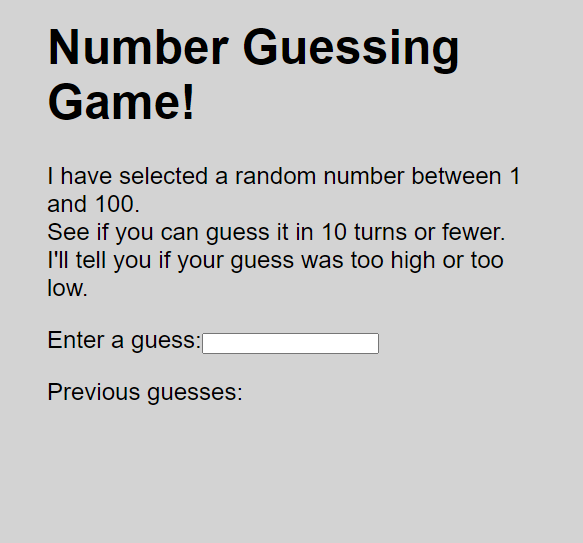 Number Guessing
Game!
I have selected a random number between 1
and 100.
See if you can guess it in 10 turns or fewer.
I'll tell you if your guess was too high or too
low.
Enter a guess:
Previous guesses: